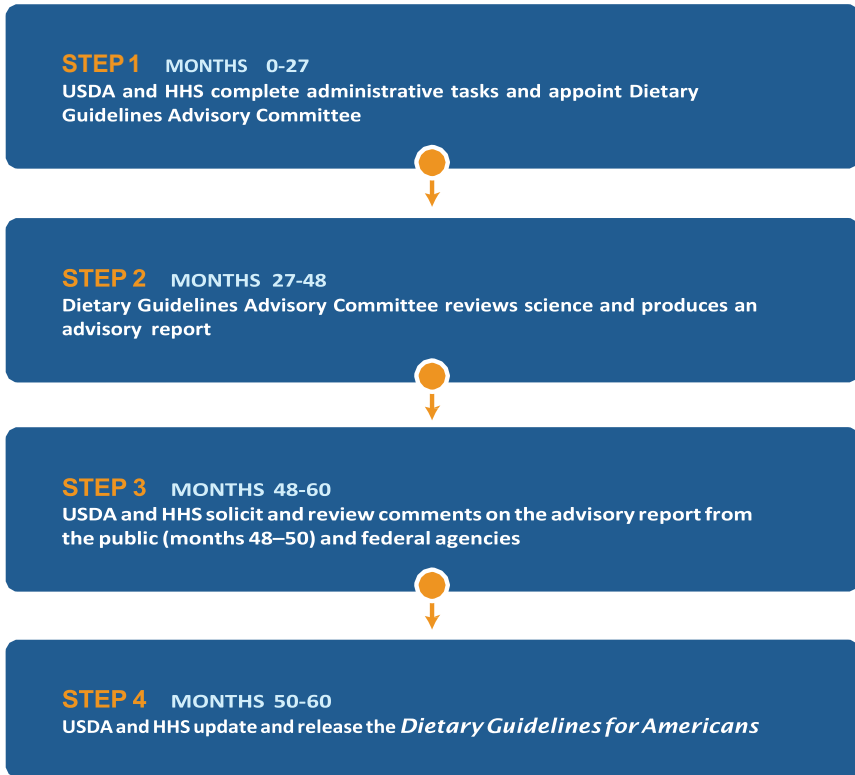 STEP 1 MONTHS 0-27
USDA and HHS complete administrative tasks and appoint Dietary
Guidelines Advisory Committee
STEP 2 MONTHS 27-48
Dietary Guidelines Advisory Committee reviews science and produces an
advisory report
STEP 3 MONTHS 48-60
USDA and HHS solicit and review comments on the advisory report from
the public (months 48–50) and federal agencies
STEP 4 MONTHS 50-60
USDA and HHS update and release the Dietary Guidelines for Americans